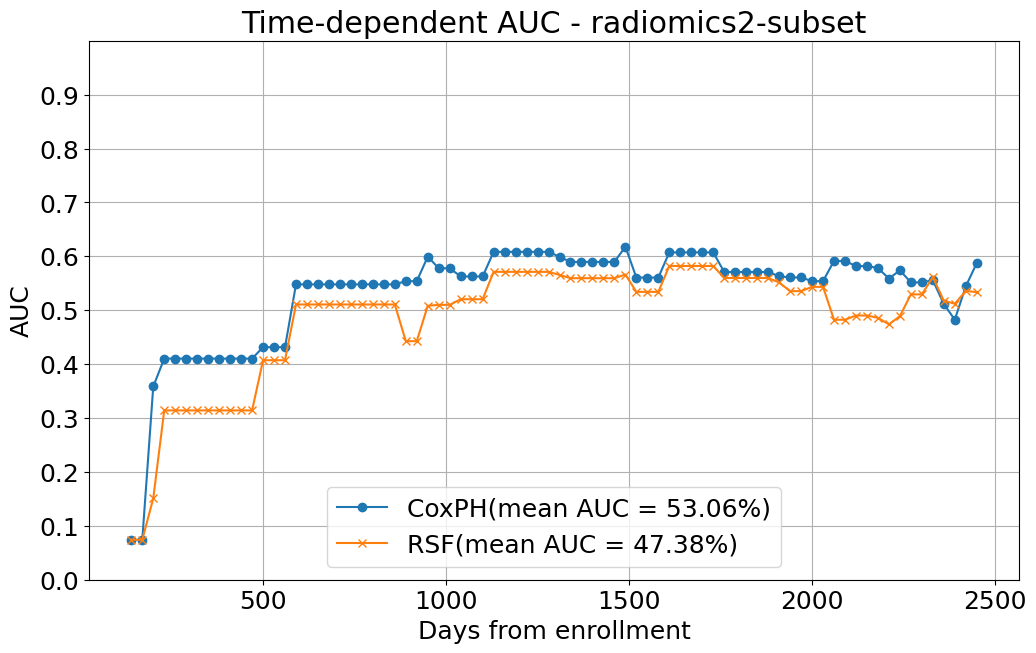 Time-dependent AUC - radiomics2-subset
AUC
0.9
0.8
0.7
0.6
0.5
0.4
0.3
0.2
0.1
0.0
CoxPH(mean AUC = 53.06%)
RSF(mean AUC = 47.38%)
500 1000 1500 2000 2500
Days from enrollment